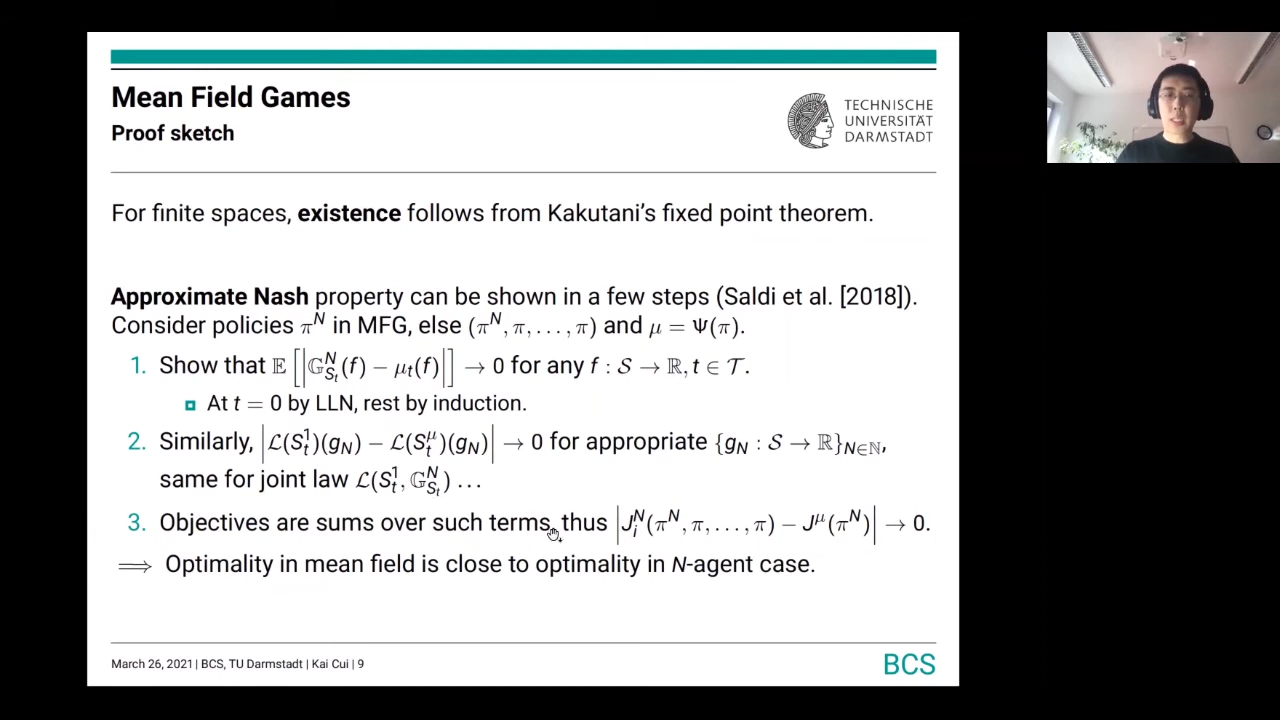 Mean Field Games
Proof sketch
TECHNISCHE
UNIVERSITÄT
DARMSTADT
For finite spaces, existence follows from Kakutani's fixed point theorem.
Approximate Nash property can be shown in a few steps (Saldi et al. [2018]).
Consider policies π^N in MFG, else (π^N, π, …, π) and μ = Ψ(π).
1. Show that 𝔼 [|𝔾^N_{S_t}(f) − μ_t(f)|] → 0 for any f : 𝒮 → ℝ, t ∈ 𝒯.
At t = 0 by LLN, rest by induction.
2. Similarly, |ℒ(S^1_t)(g_N) − ℒ(S^μ_t)(g_N)| → 0 for appropriate {g_N : 𝒮 → ℝ}_{N∈ℕ},
same for joint law ℒ(S^1_t, 𝔾^N_{S_t}) …
3. Objectives are sums over such terms, thus |J^N_i(π^N, π, …, π) − J^μ(π^N)| → 0.
⟹ Optimality in mean field is close to optimality in N-agent case.
March 26, 2021 | BCS, TU Darmstadt | Kai Cui | 9
BCS